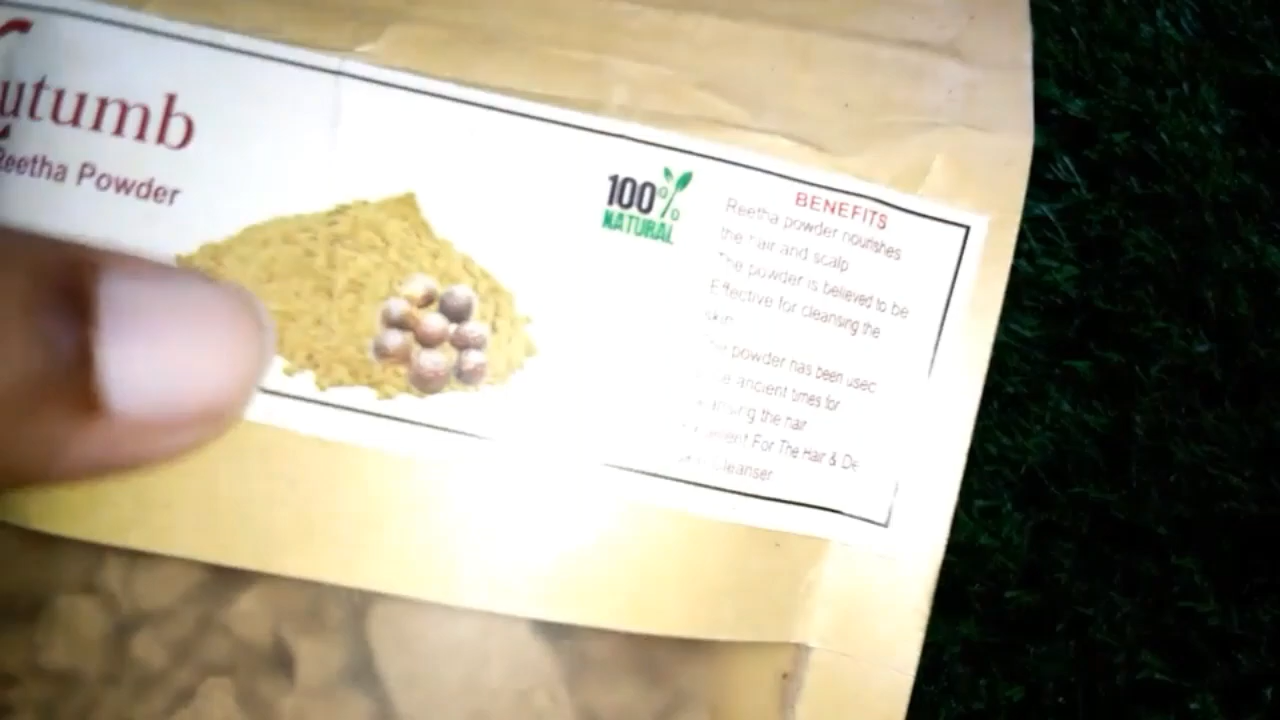 utumb
Reetha Powder
100%
NATURAL
BENEFITS
Reetha powder nourishes
the hair and scalp
The powder is believed to be
Effective for cleansing the
skin
powder has been used
ancient times for
the hair
For The Hair & De
cleanser